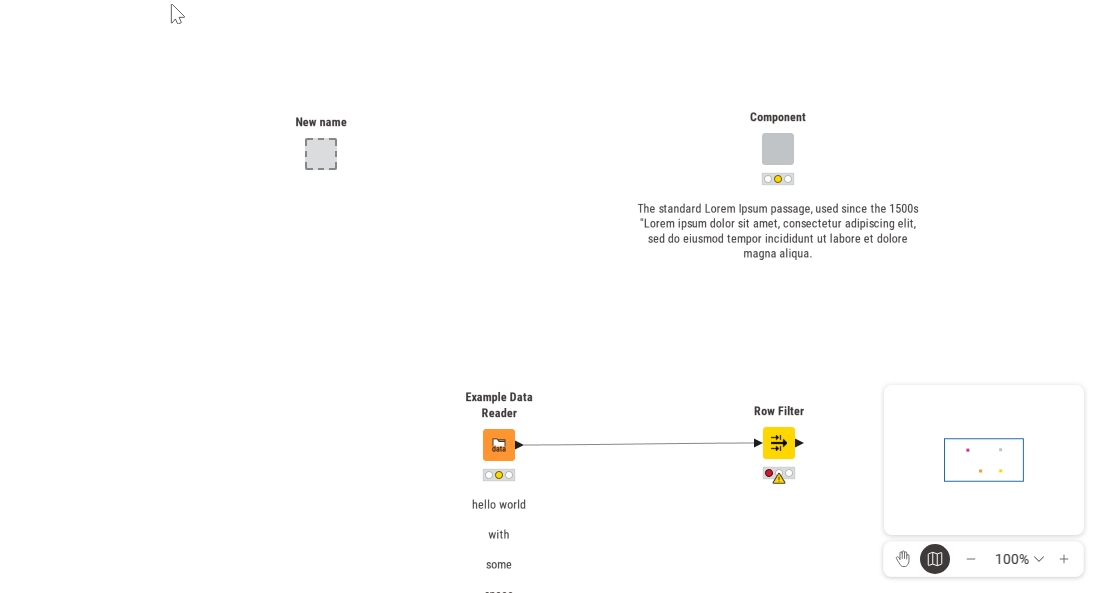 New name
Component
The standard Lorem Ipsum passage, used since the 1500s
"Lorem ipsum dolor sit amet, consectetur adipiscing elit,
sed do eiusmod tempor incididunt ut labore et dolore
magna aliqua.
Example Data
Reader
data
hello world
with
some
Row Filter
100%